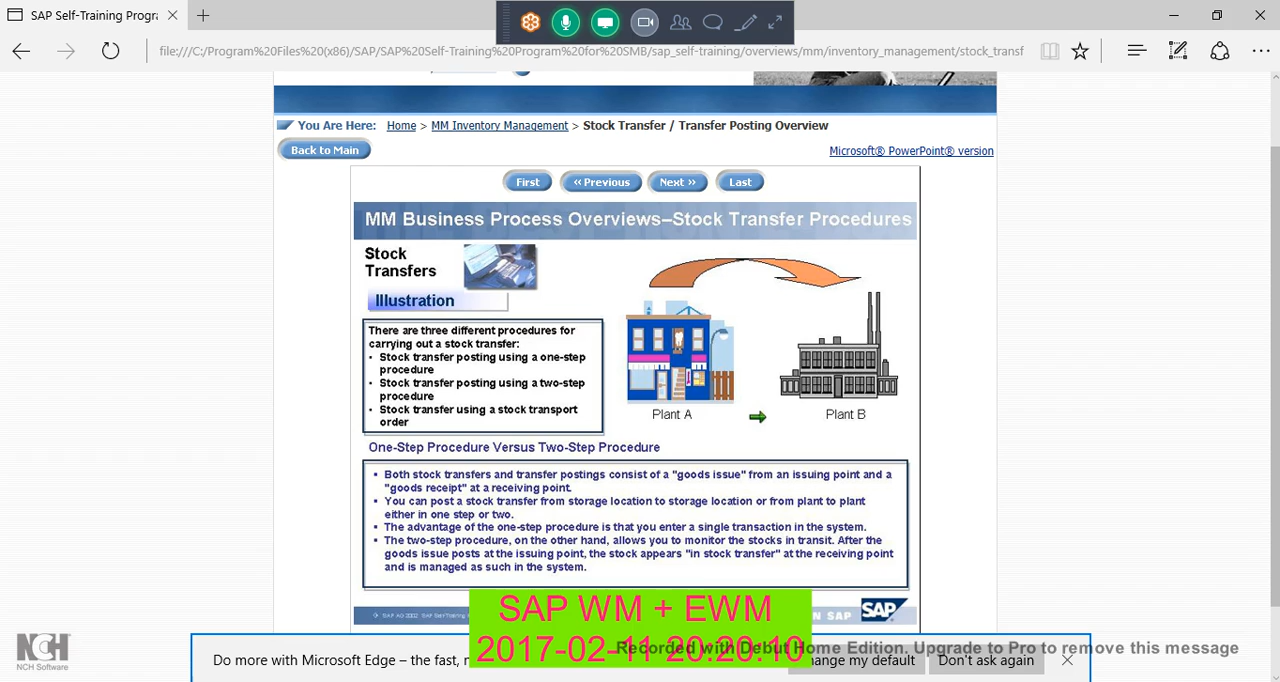 SAP Self-Training Progra
file:///C:/Program%20Files%20(x86)/SAP/SAP%20Self-Training%20Program%20for%20SMB/sap_self-training/overviews/mm/inventory_management/stock_transf
You Are Here: Home > MM Inventory Management > Stock Transfer / Transfer Posting Overview
Back to Main
Microsoft® PowerPoint® version
First « Previous Next » Last
MM Business Process Overviews–Stock Transfer Procedures
Stock
Transfers
Illustration
There are three different procedures for
carrying out a stock transfer:
• Stock transfer posting using a one-step
procedure
• Stock transfer posting using a two-step
procedure
• Stock transfer using a stock transport
order
Plant A
Plant B
One-Step Procedure Versus Two-Step Procedure
• Both stock transfers and transfer postings consist of a "goods issue" from an issuing point and a
"goods receipt" at a receiving point.
• You can post a stock transfer from storage location to storage location or from plant to plant
either in one step or two.
• The advantage of the one-step procedure is that you enter a single transaction in the system.
• The two-step procedure, on the other hand, allows you to monitor the stocks in transit. After the
goods issue posts at the issuing point, the stock appears "in stock transfer" at the receiving point
and is managed as such in the system.
SAP AG 2002 SAP SelfTraining
N SAP
SAP
SAP WM + EWM
2017-02-11 20:20:10
NCH
NCH Software
Recorded with Debut Home Edition. Upgrade to Pro to remove this message
Do more with Microsoft Edge – the fast,
hange my default
Don't ask again